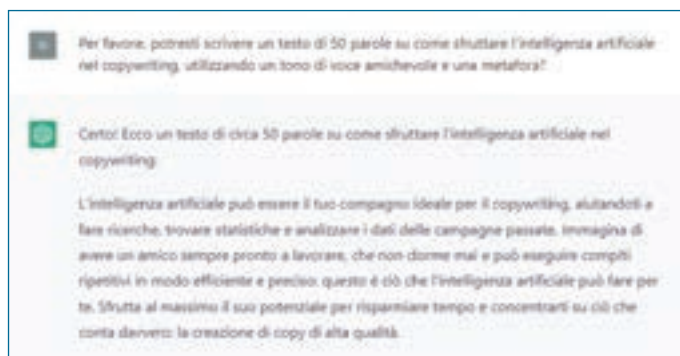 Per favore, potresti scrivere un testo di 50 parole su come sfruttare l'intelligenza artificiale
nel copywriting, utilizzando un tono di voce amichevole e una metafora?
Certo! Ecco un testo di circa 50 parole su come sfruttare l'intelligenza artificiale nel
copywriting:
L'intelligenza artificiale può essere il tuo compagno ideale per il copywriting, aiutandoti a
fare ricerche, trovare statistiche e analizzare i dati delle campagne passate. Immagina di
avere un amico sempre pronto a lavorare, che non dorme mai e può eseguire compiti
ripetitivi in modo efficiente e preciso: questo è ciò che l'intelligenza artificiale può fare per
te. Sfrutta al massimo il suo potenziale per risparmiare tempo e concentrarti su ciò che
conta davvero: la creazione di copy di alta qualità.